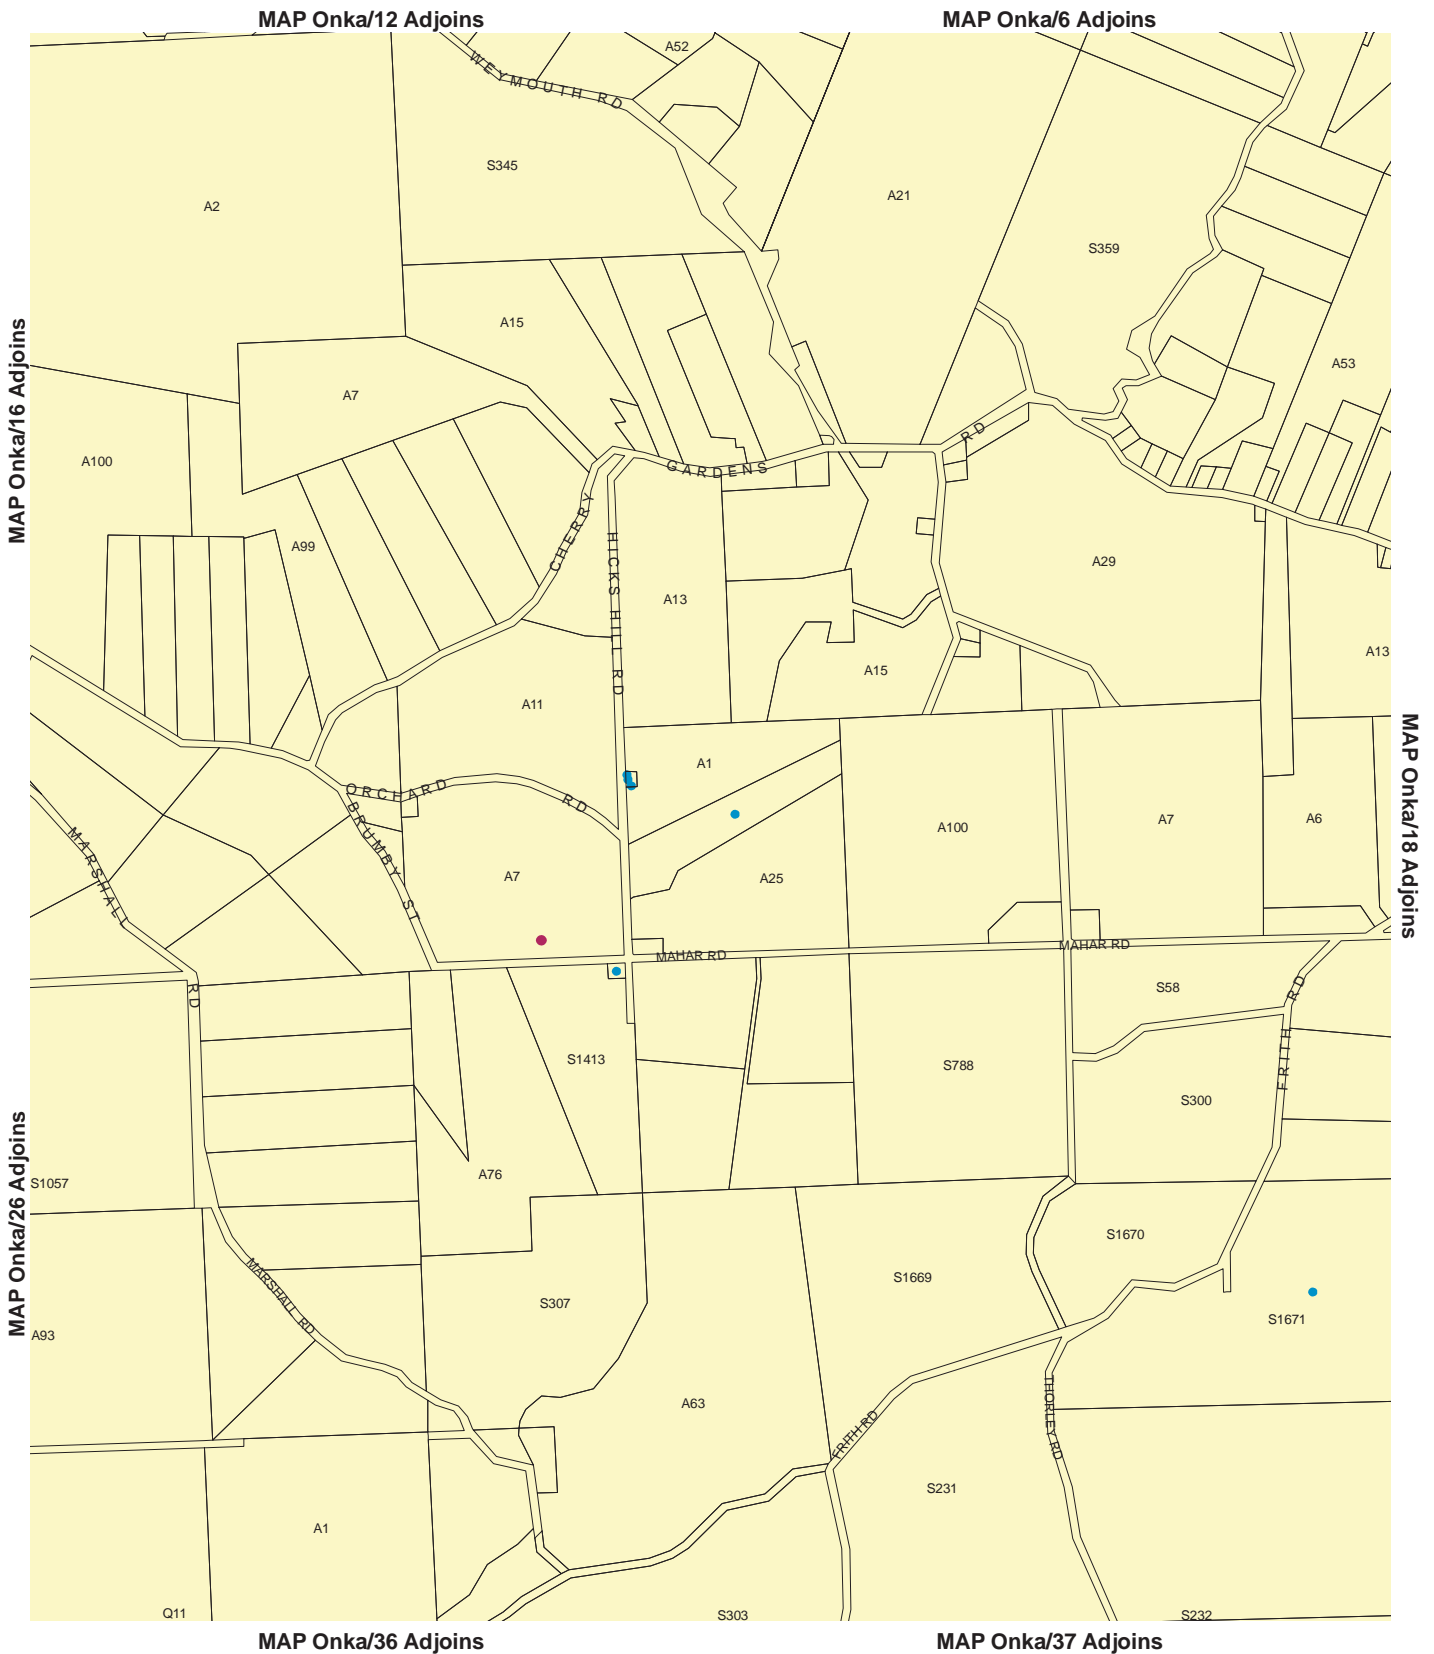 MAP Onka/12 Adjoins
MAP Onka/6 Adjoins
A52
WEYMOUTH RD
S345
A21
A2
S359
MAP Onka/16 Adjoins
A15
A53
A7
RD
A100
GARDENS
CHERRY
A99
HICKS HILL RD
A29
A13
A13
A15
A11
MAP Onka/18 Adjoins
A1
ORCHARD RD
BRUMBY ST
MARSHALL RD
A100
A7
A6
A7
A25
MAHAR RD
MAHAR RD
S58
FRITH RD
S1413
S788
S300
MAP Onka/26 Adjoins
A76
S1057
S1670
MARSHALL RD
S1669
S307
S1671
A93
A63
THORLEY RD
FRITH RD
S231
A1
Q11
S303
S232
MAP Onka/36 Adjoins
MAP Onka/37 Adjoins